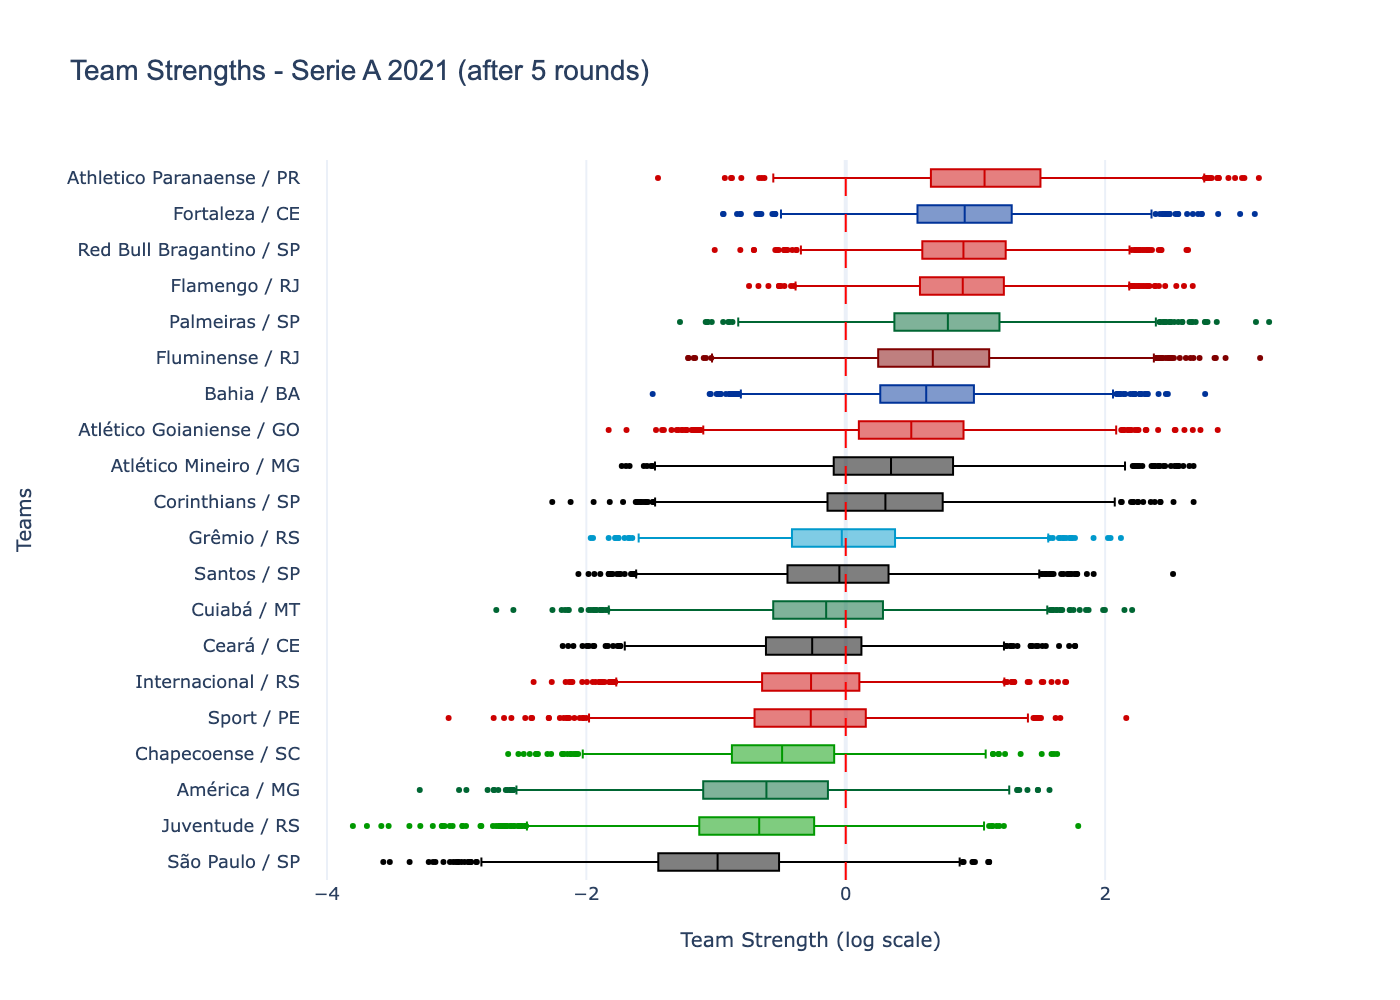 Team Strengths - Serie A 2021 (after 5 rounds)
Athletico Paranaense / PR
Fortaleza / CE
Red Bull Bragantino / SP
Flamengo / RJ
Palmeiras / SP
Fluminense / RJ
Bahia / BA
Atlético Goianiense / GO
Atlético Mineiro / MG
Corinthians / SP
Grêmio / RS
Santos / SP
Cuiabá / MT
Ceará / CE
Internacional / RS
Sport / PE
Chapecoense / SC
América / MG
Juventude / RS
São Paulo / SP
Teams
−4 −2 0 2
Team Strength (log scale)